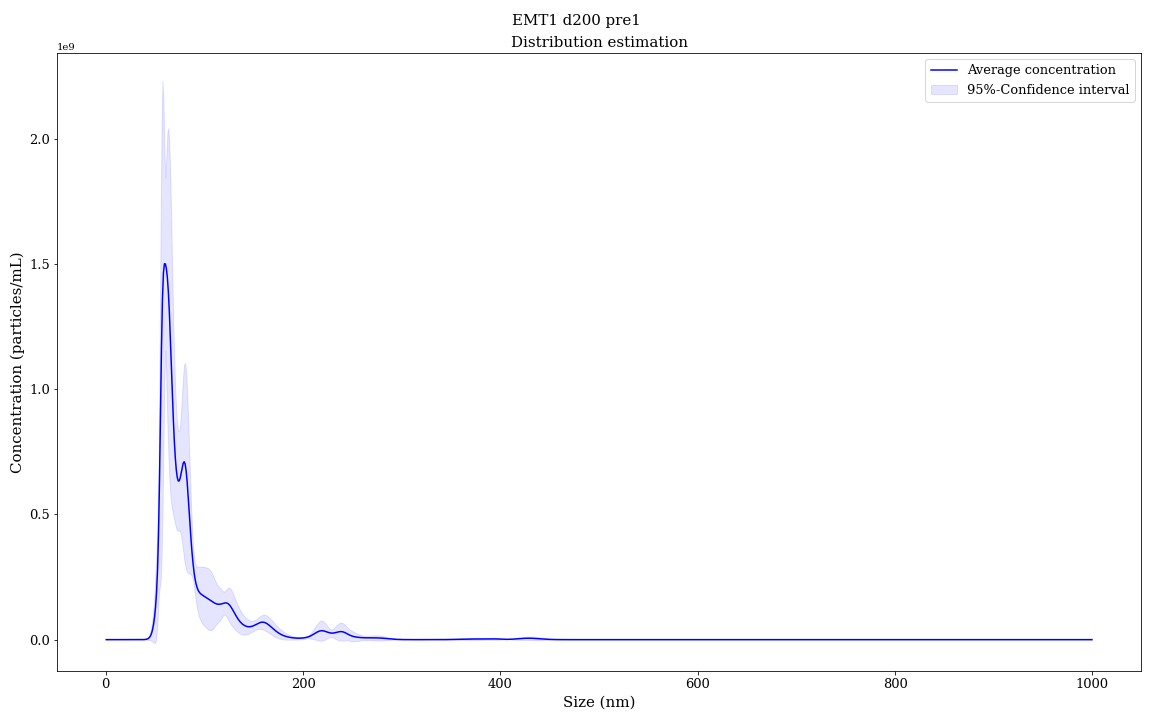 EMT1 d200 pre1
Distribution estimation
1e9
Average concentration
95%-Confidence interval
2.0
1.5
1.0
0.5
0.0
Concentration (particles/mL)
0 200 400 600 800 1000
Size (nm)